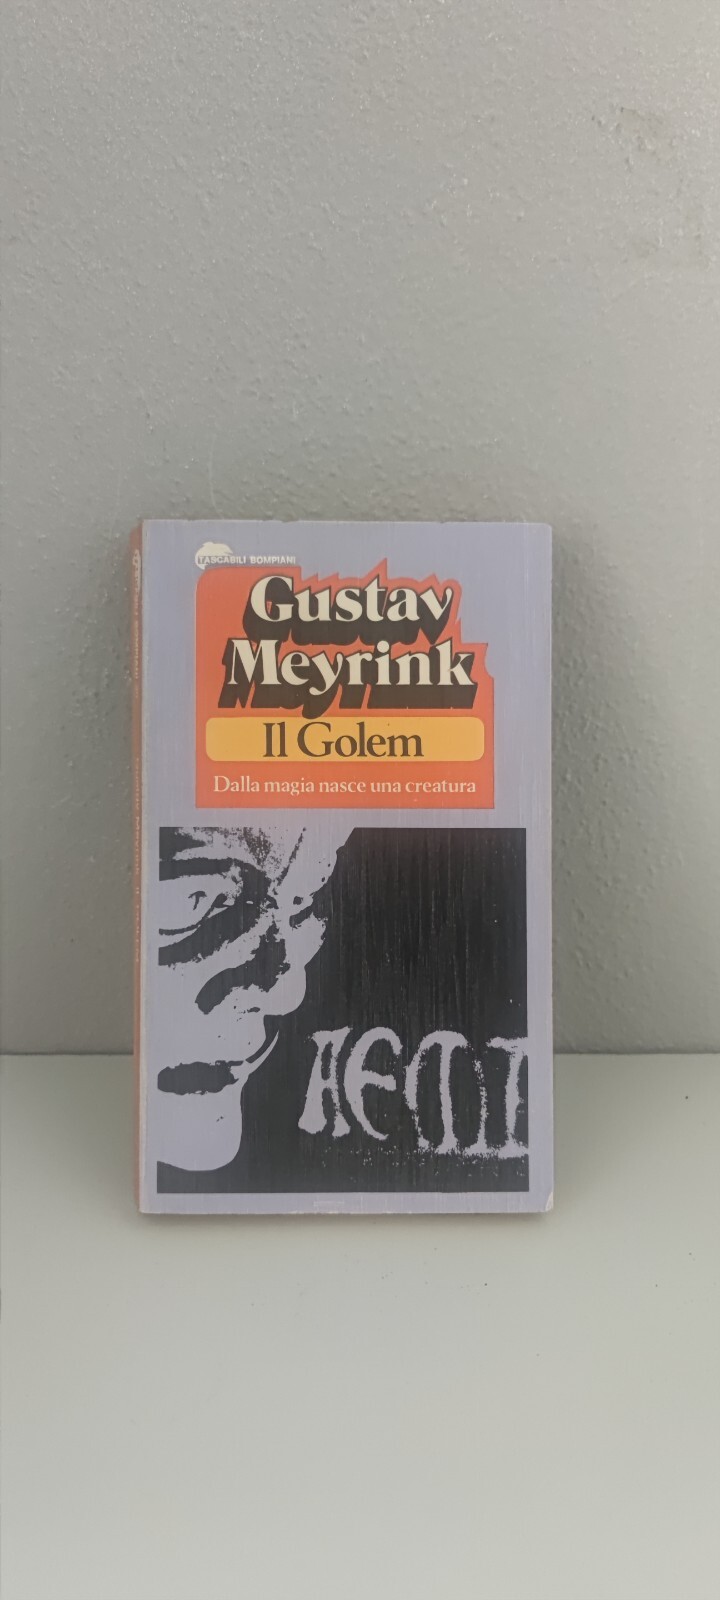 TASCABILI BOMPIANI
Gustav
Meyrink
Il Golem
Dalla magia nasce una creatura